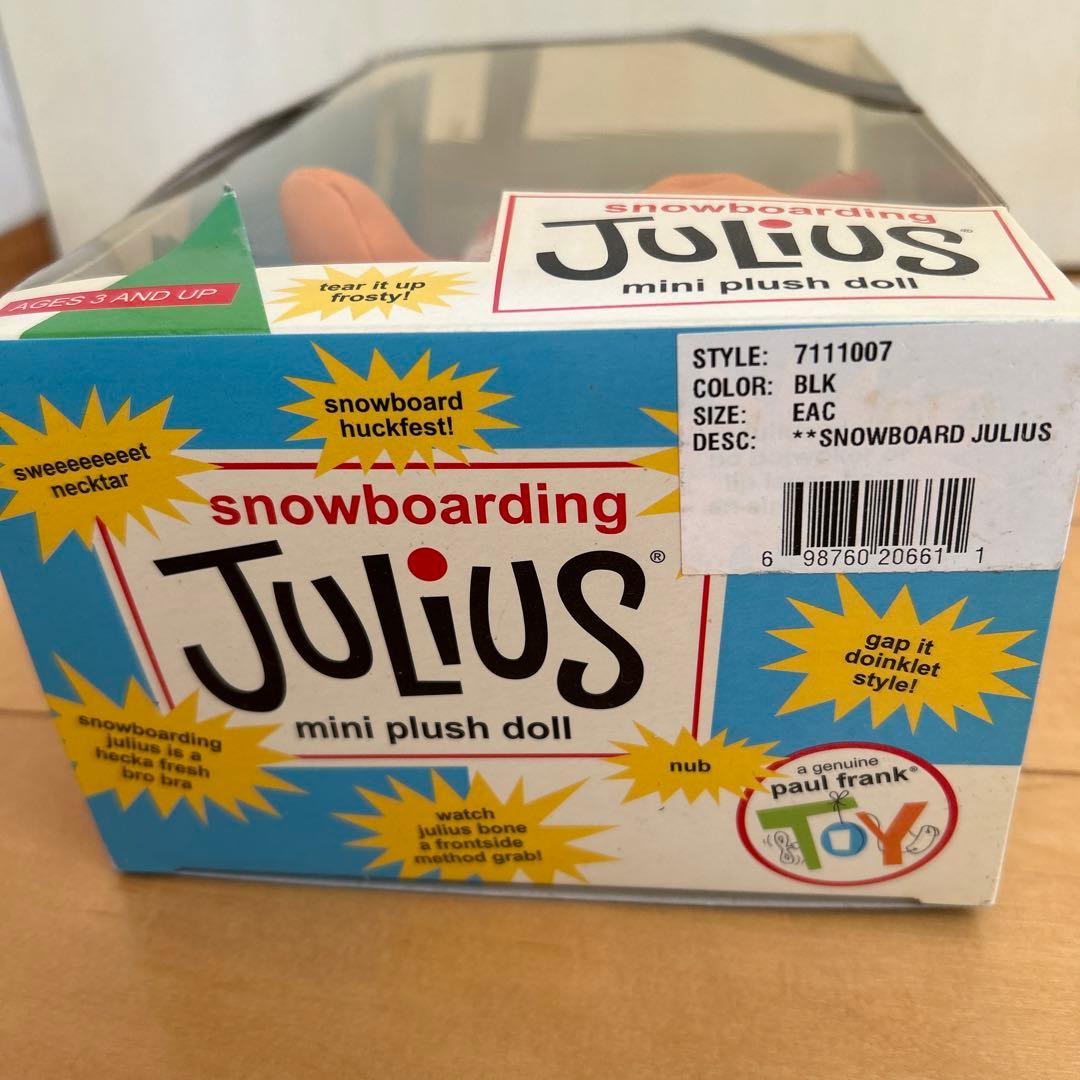 snowboarding
JULiUS®
mini plush doll
AGES 3 AND UP
tear it up
frosty!
STYLE: 7111007
COLOR: BLK
SIZE: EAC
DESC: **SNOWBOARD JULIUS
6 98760 20661 1
snowboard
huckfest!
sweeeeeeeet
necktar
snowboarding
JULiUS®
mini plush doll
gap it
doinklet
style!
snowboarding
julius is a
hecka fresh
bro bra
nub
watch
julius bone
a frontside
method grab!
a genuine
paul frank®
TOY